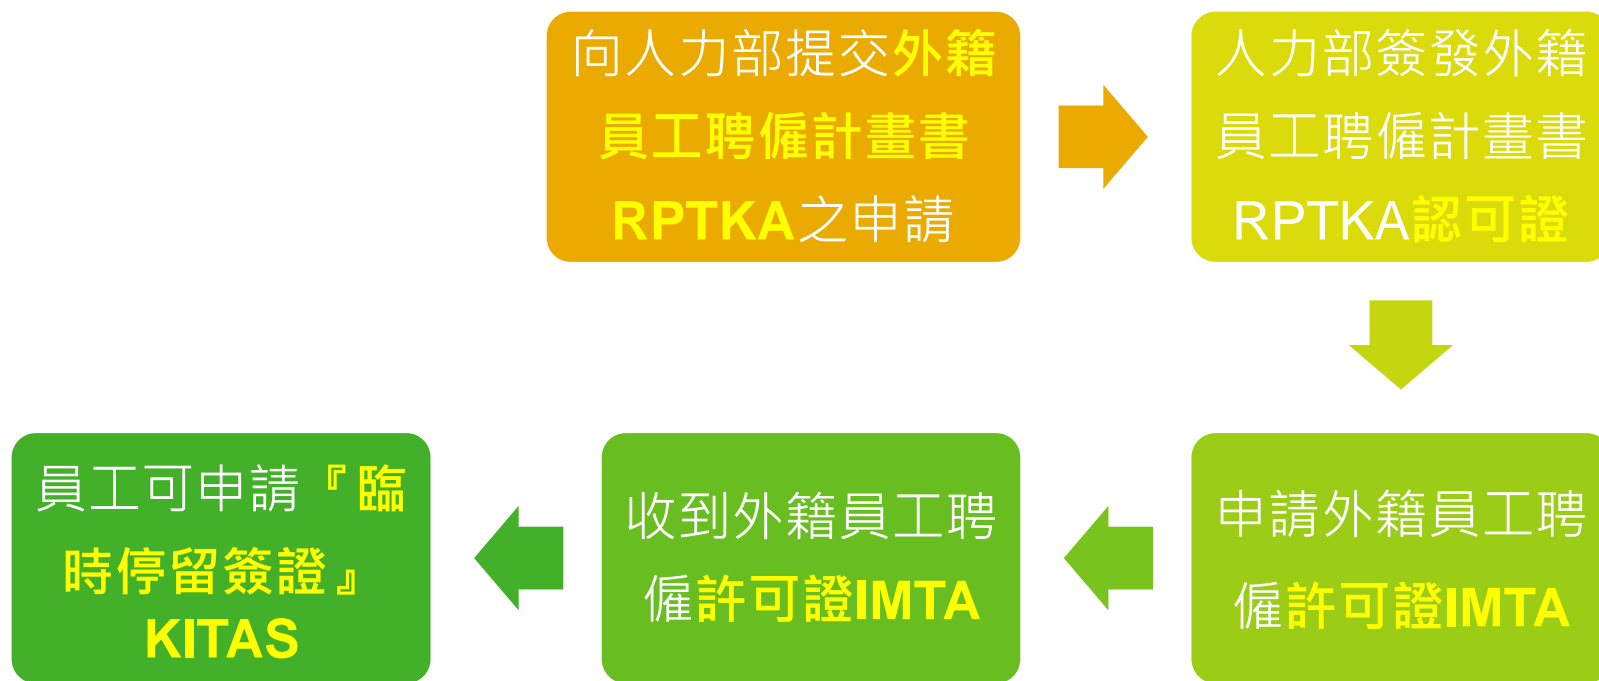 向人力部提交外籍
員工聘僱計畫書
RPTKA之申請
人力部簽發外籍
員工聘僱計畫書
RPTKA認可證
申請外籍員工聘
僱許可證IMTA
收到外籍員工聘
僱許可證IMTA
員工可申請『臨
時停留簽證』
KITAS